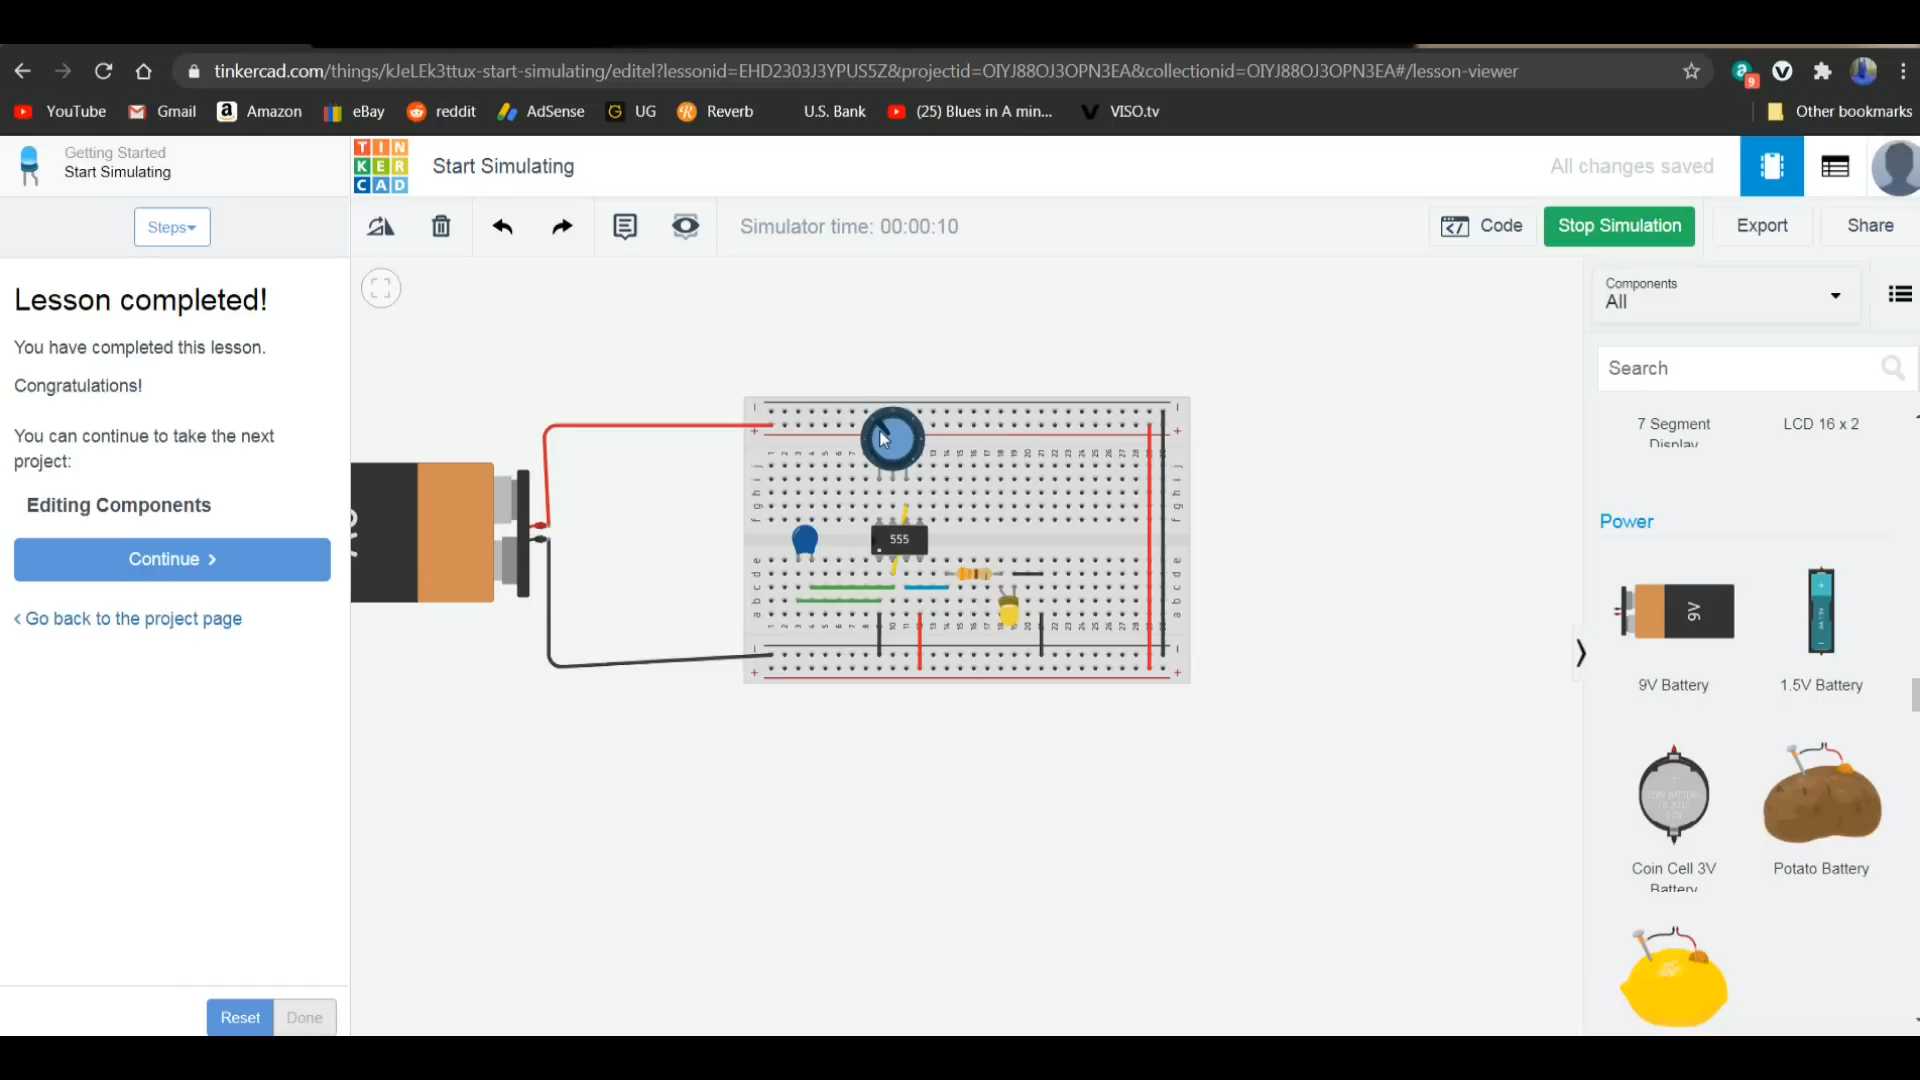 tinkercad.com/things/kJeLEk3ttux-start-simulating/editel?lessonid=EHD2303J3YPUS5Z&projectid=OIYJ88OJ3OPN3EA&collectionid=OIYJ88OJ3OPN3EA#/lesson-viewer
9
YouTube Gmail Amazon eBay reddit AdSense UG Reverb U.S. Bank (25) Blues in A min... VISO.tv Other bookmarks
Getting Started
Start Simulating
TINKERCAD
Start Simulating
All changes saved
Steps
Simulator time: 00:00:10
Code
Stop Simulation
Export
Share
Lesson completed!
You have completed this lesson.
Congratulations!
You can continue to take the next
project:
Editing Components
Continue >
< Go back to the project page
Reset
Done
555
Components
All
Search
7 Segment
Display
LCD 16 x 2
Power
9V
9V Battery
1.5V Battery
Coin Cell 3V
Battery
Potato Battery